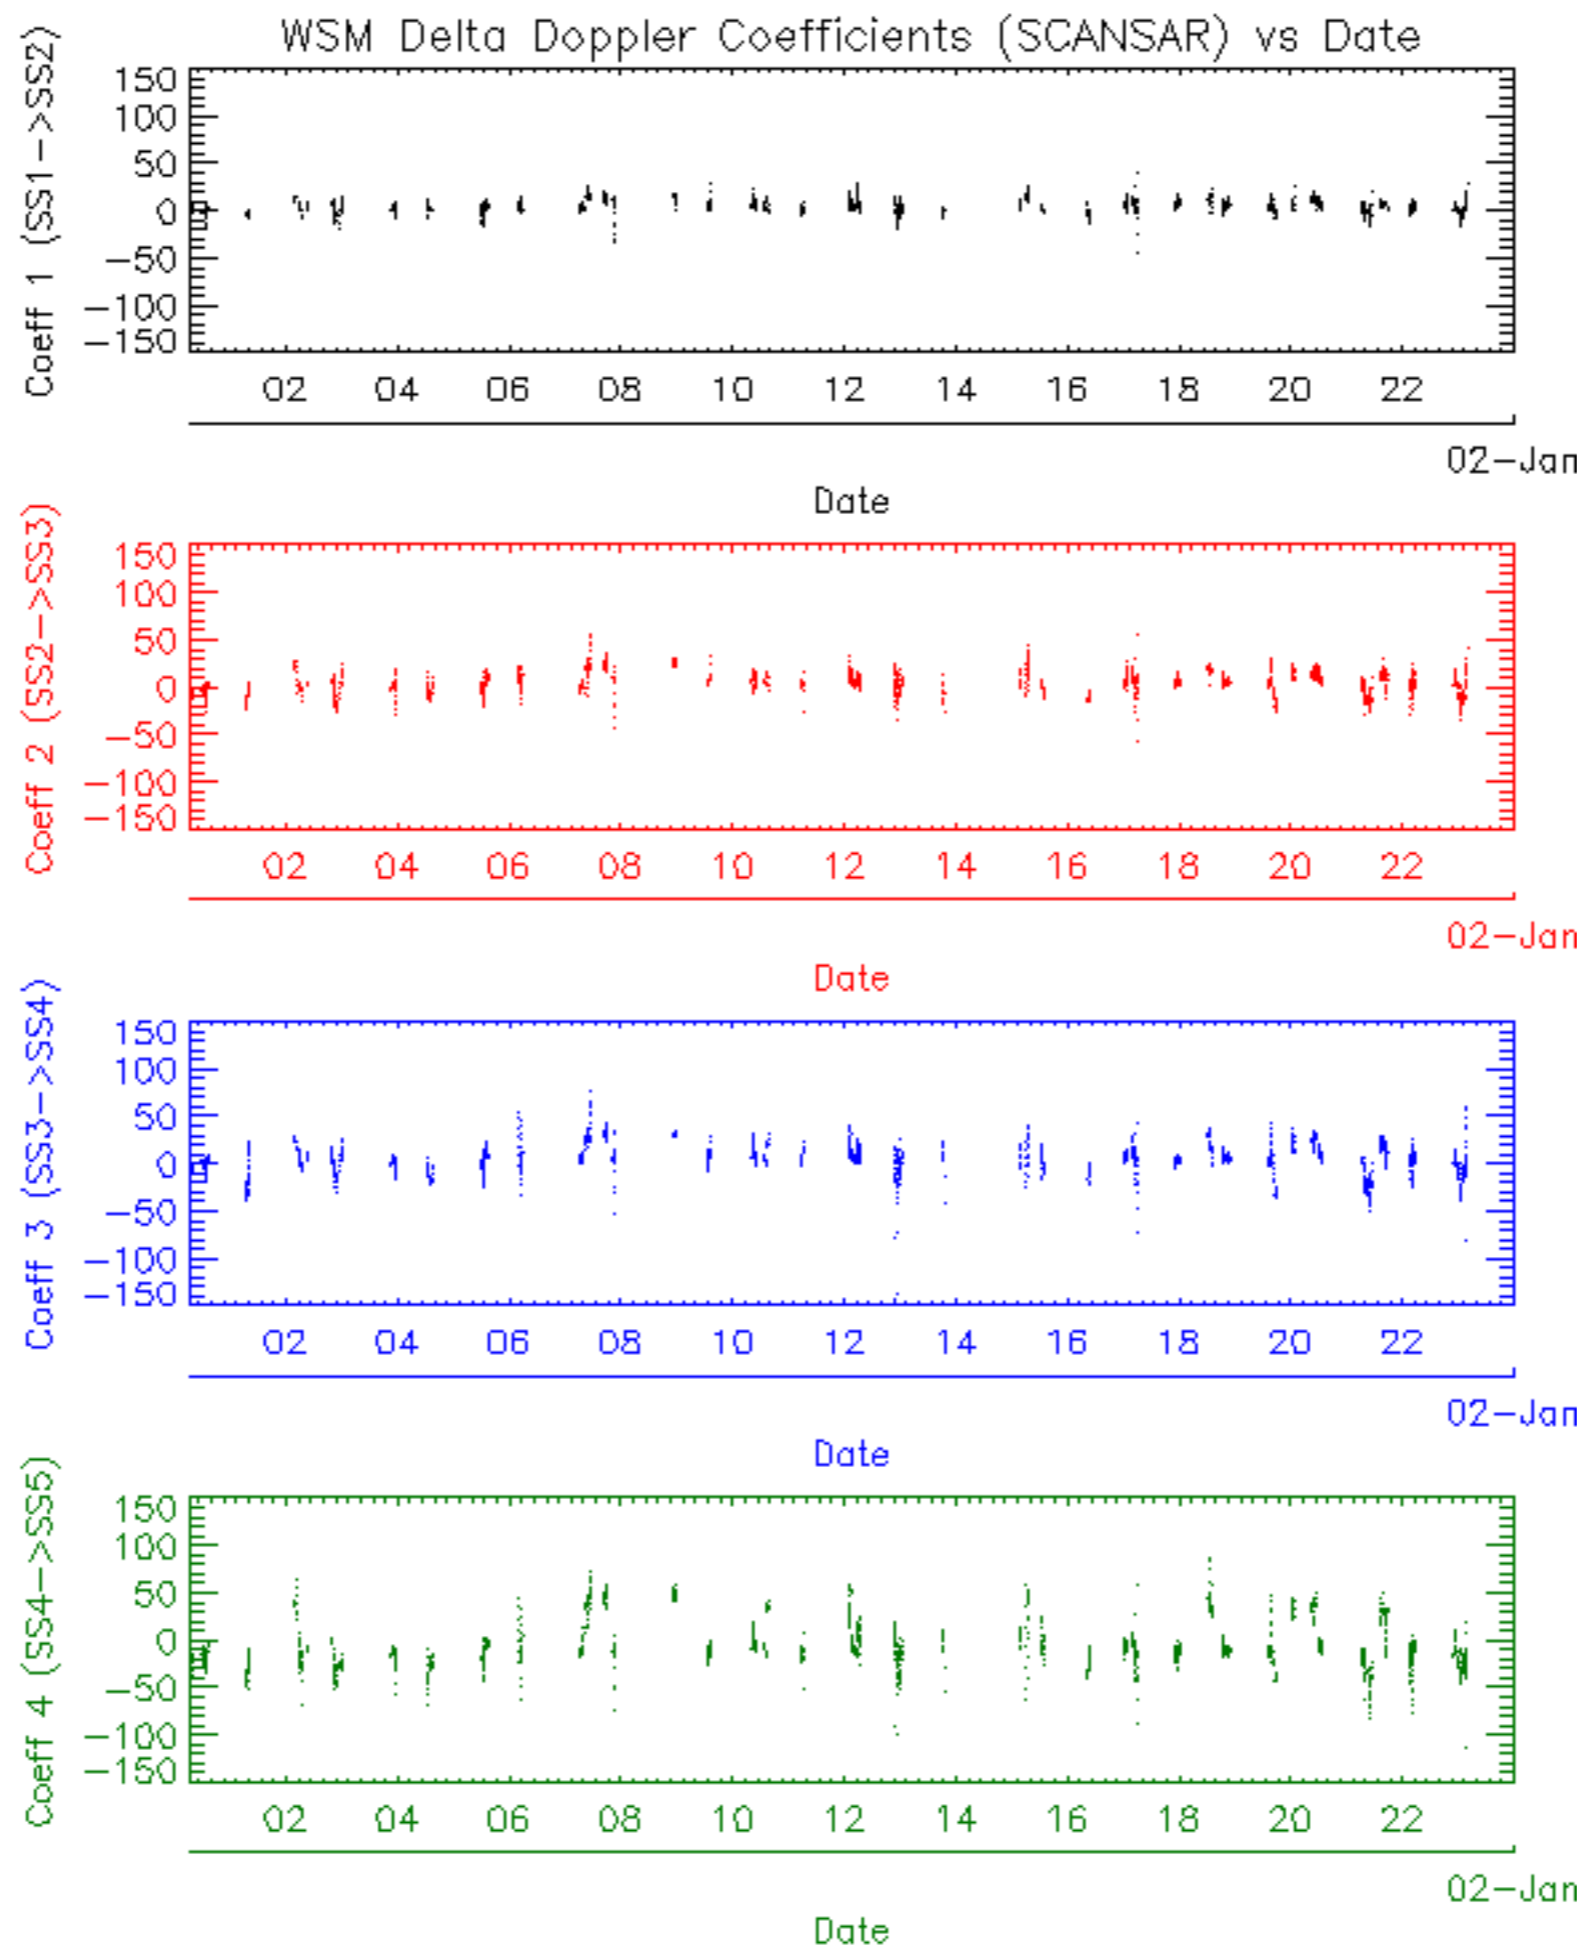 WSM Delta Doppler Coefficients (SCANSAR) vs Date
Coeff 1 (SS1->SS2)
150
100
50
0
-50
-100
-150
02 04 06 08 10 12 14 16 18 20 22
02-Jan
Date
Coeff 2 (SS2->SS3)
150
100
50
0
-50
-100
-150
02 04 06 08 10 12 14 16 18 20 22
02-Jan
Date
Coeff 3 (SS3->SS4)
150
100
50
0
-50
-100
-150
02 04 06 08 10 12 14 16 18 20 22
02-Jan
Date
Coeff 4 (SS4->SS5)
150
100
50
0
-50
-100
-150
02 04 06 08 10 12 14 16 18 20 22
02-Jan
Date